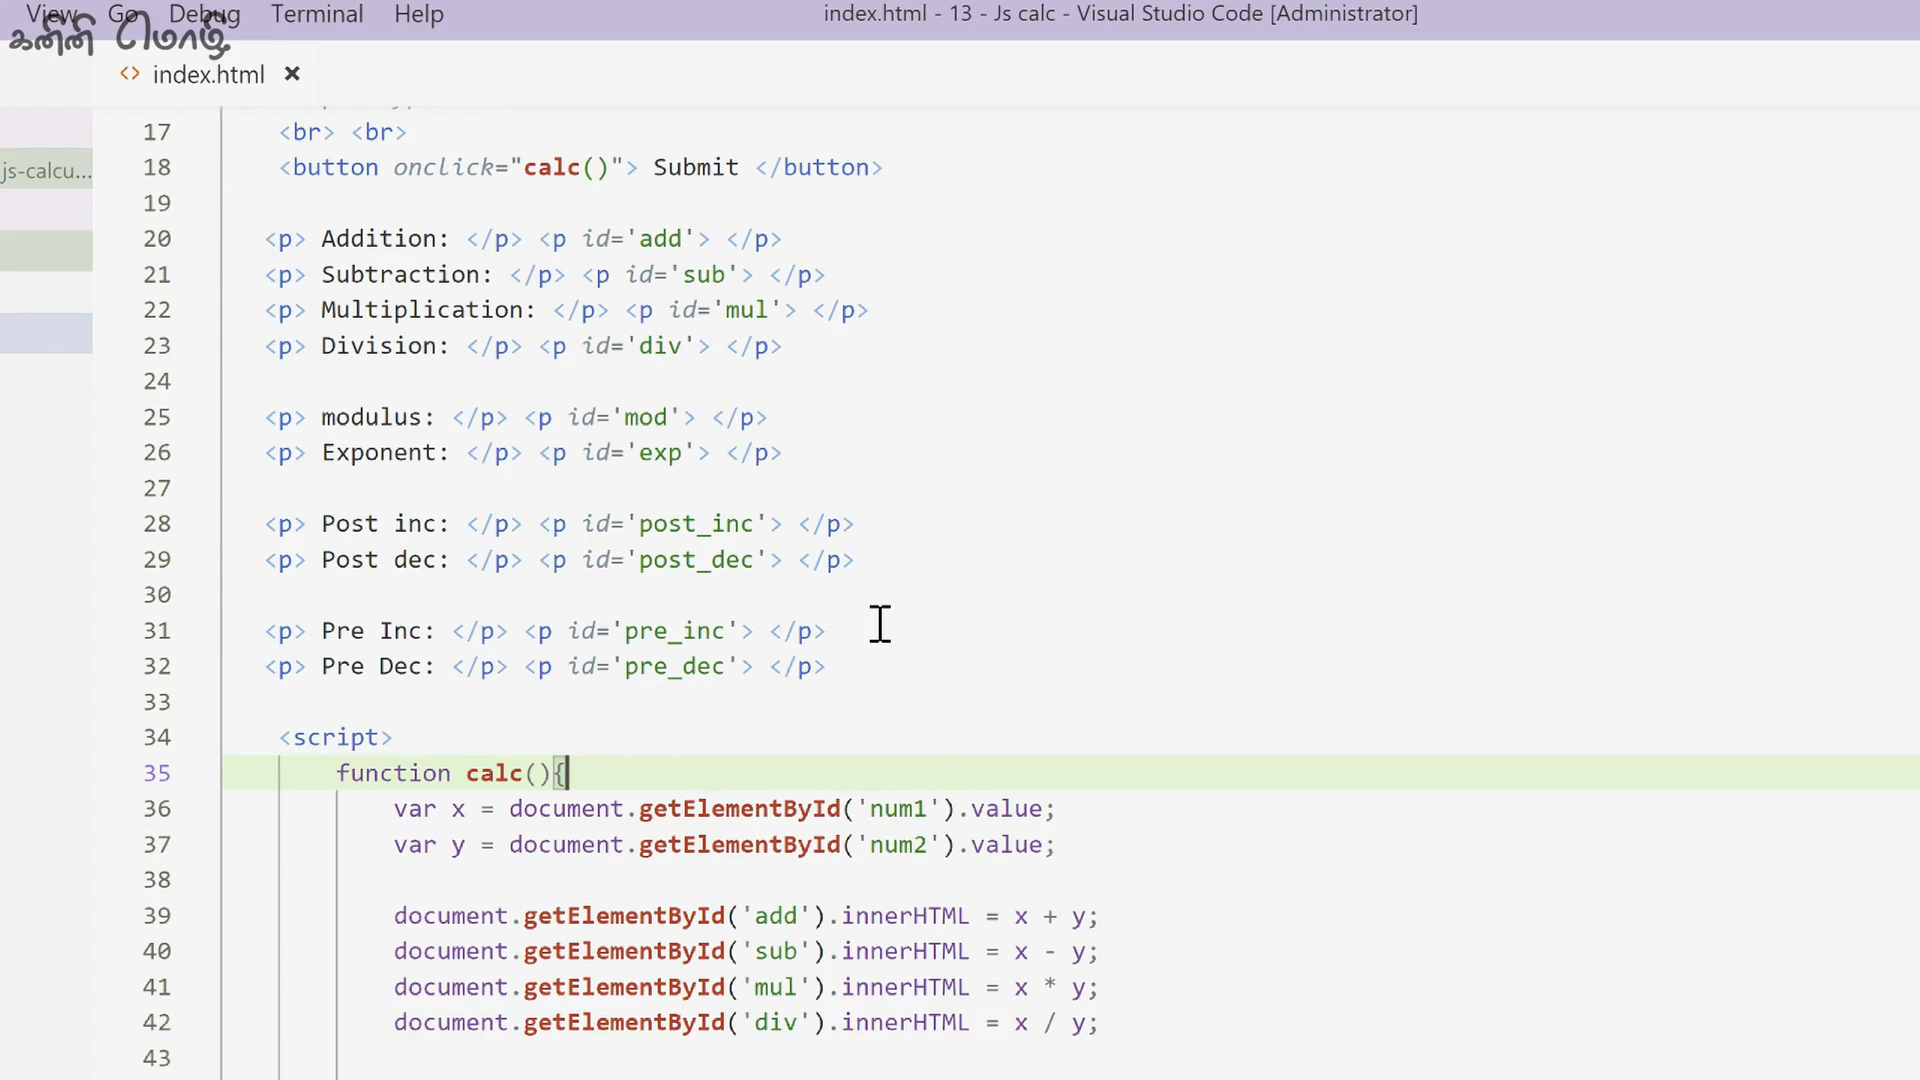 View Go Debug Terminal Help
index.html - 13 - Js calc - Visual Studio Code [Administrator]
கனினி மொழி
index.html ×
js-calcu...
17 <br> <br>
18 <button onclick="calc()"> Submit </button>
19
20 <p> Addition: </p> <p id='add'> </p>
21 <p> Subtraction: </p> <p id='sub'> </p>
22 <p> Multiplication: </p> <p id='mul'> </p>
23 <p> Division: </p> <p id='div'> </p>
24
25 <p> modulus: </p> <p id='mod'> </p>
26 <p> Exponent: </p> <p id='exp'> </p>
27
28 <p> Post inc: </p> <p id='post_inc'> </p>
29 <p> Post dec: </p> <p id='post_dec'> </p>
30
31 <p> Pre Inc: </p> <p id='pre_inc'> </p>
32 <p> Pre Dec: </p> <p id='pre_dec'> </p>
33
34 <script>
35 function calc(){
36 var x = document.getElementById('num1').value;
37 var y = document.getElementById('num2').value;
38
39 document.getElementById('add').innerHTML = x + y;
40 document.getElementById('sub').innerHTML = x - y;
41 document.getElementById('mul').innerHTML = x * y;
42 document.getElementById('div').innerHTML = x / y;
43